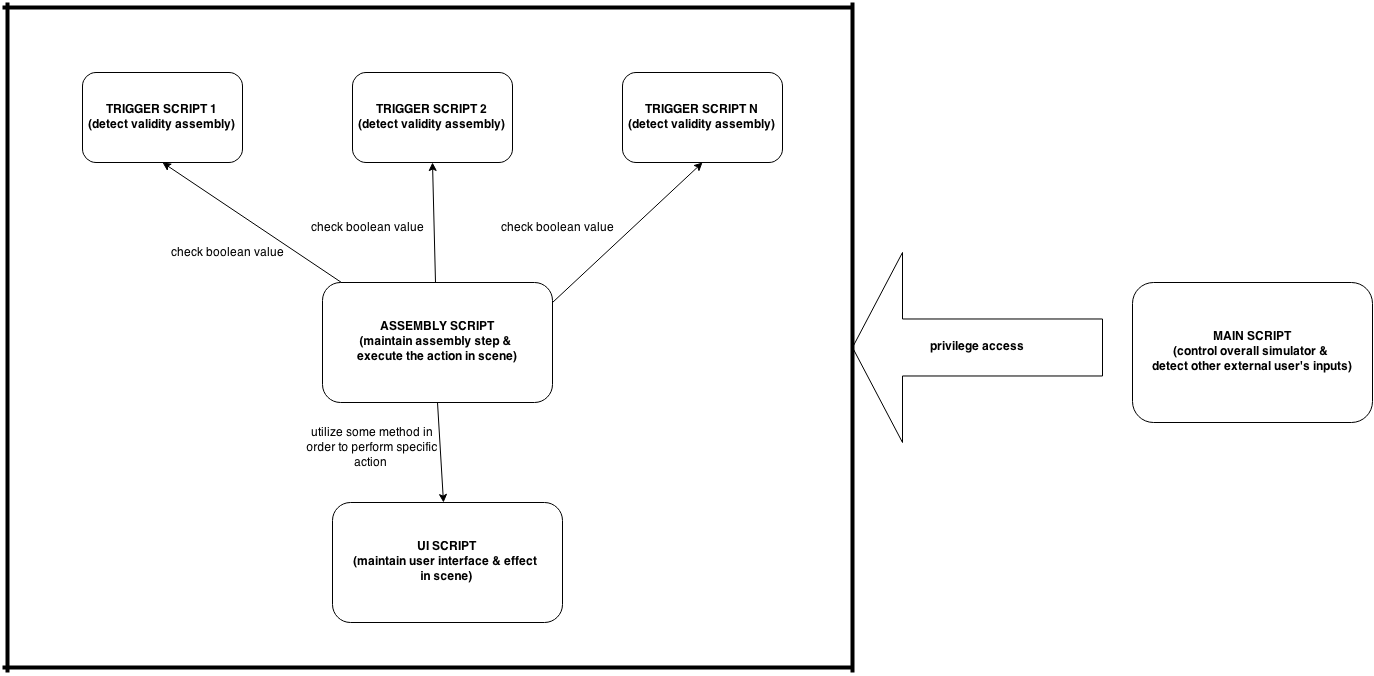 TRIGGER SCRIPT 1
(detect validity assembly)
TRIGGER SCRIPT 2
(detect validity assembly)
TRIGGER SCRIPT N
(detect validity assembly)
check boolean value
check boolean value
check boolean value
ASSEMBLY SCRIPT
(maintain assembly step &
execute the action in scene)
utilize some method in
order to perform specific
action
UI SCRIPT
(maintain user interface & effect
in scene)
privilege access
MAIN SCRIPT
(control overall simulator &
detect other external user's inputs)